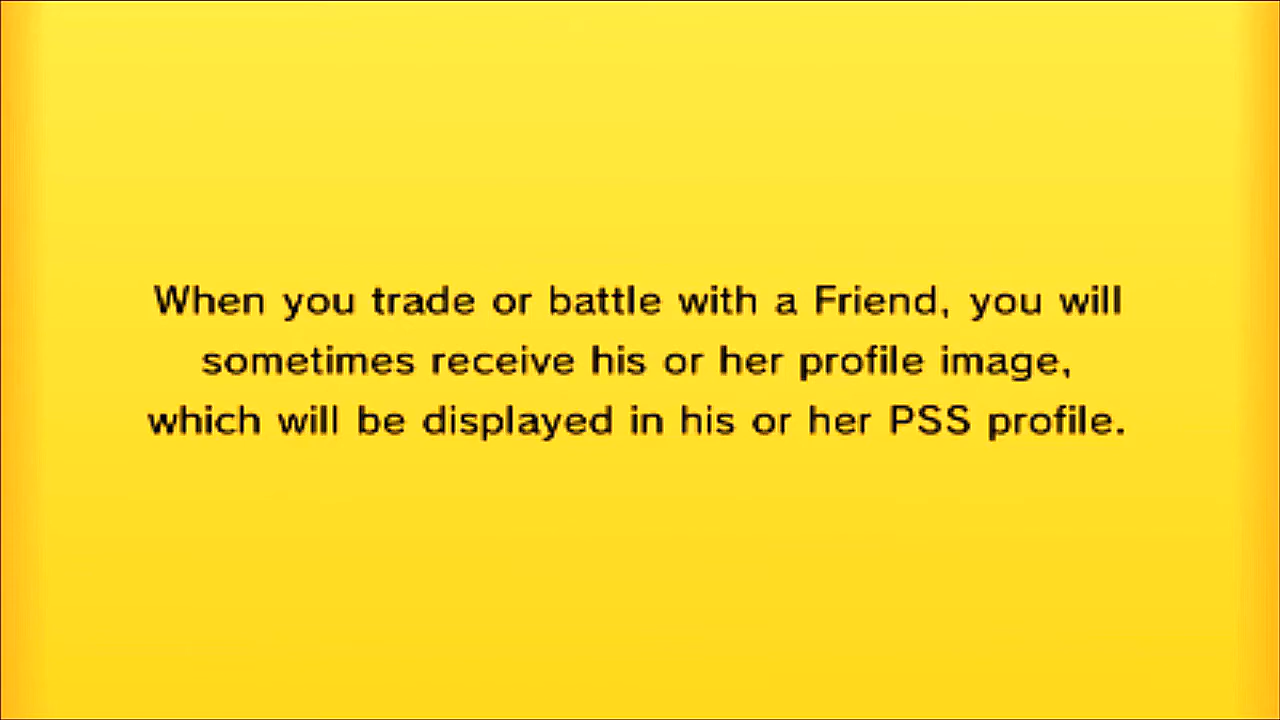 When you trade or battle with a Friend, you will
sometimes receive his or her profile image,
which will be displayed in his or her PSS profile.